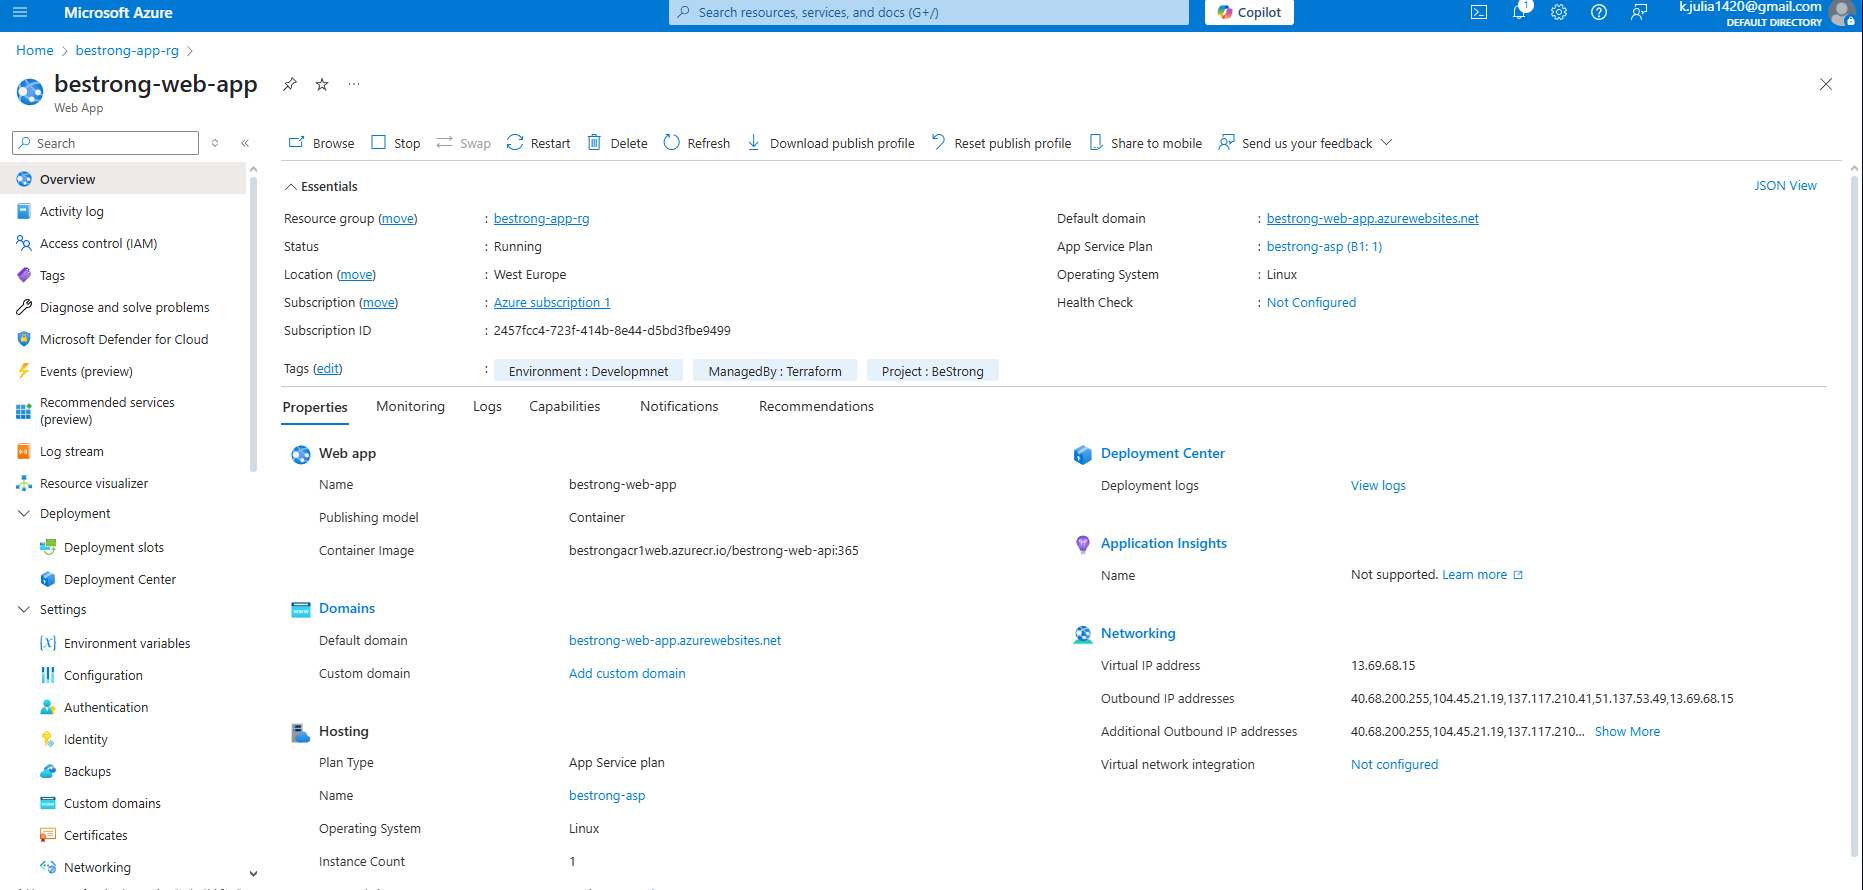 Microsoft Azure
Search resources, services, and docs (G+/)
Copilot
1
k.julia1420@gmail.com
DEFAULT DIRECTORY
Home > bestrong-app-rg >
bestrong-web-app
Web App
Search
Browse Stop Swap Restart Delete Refresh Download publish profile Reset publish profile Share to mobile Send us your feedback
Overview
Activity log
Access control (IAM)
Tags
Diagnose and solve problems
Microsoft Defender for Cloud
Events (preview)
Recommended services
(preview)
Log stream
Resource visualizer
Deployment
Deployment slots
Deployment Center
Settings
Environment variables
Configuration
Authentication
Identity
Backups
Custom domains
Certificates
Networking
Essentials
JSON View
Resource group (move) : bestrong-app-rg
Status : Running
Location (move) : West Europe
Subscription (move) : Azure subscription 1
Subscription ID : 2457fcc4-723f-414b-8e44-d5bd3fbe9499
Default domain : bestrong-web-app.azurewebsites.net
App Service Plan : bestrong-asp (B1: 1)
Operating System : Linux
Health Check : Not Configured
Tags (edit) : Environment : Developmnet ManagedBy : Terraform Project : BeStrong
Properties Monitoring Logs Capabilities Notifications Recommendations
Web app
Name bestrong-web-app
Publishing model Container
Container Image bestrongacr1web.azurecr.io/bestrong-web-api:365
Domains
Default domain bestrong-web-app.azurewebsites.net
Custom domain Add custom domain
Hosting
Plan Type App Service plan
Name bestrong-asp
Operating System Linux
Instance Count 1
Deployment Center
Deployment logs View logs
Application Insights
Name Not supported. Learn more
Networking
Virtual IP address 13.69.68.15
Outbound IP addresses 40.68.200.255,104.45.21.19,137.117.210.41,51.137.53.49,13.69.68.15
Additional Outbound IP addresses 40.68.200.255,104.45.21.19,137.117.210... Show More
Virtual network integration Not configured